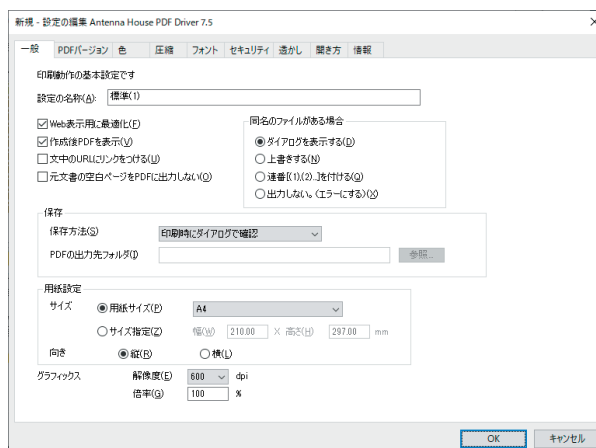 新規 - 設定の編集 Antenna House PDF Driver 7.5
一般 PDFバージョン 色 圧縮 フォント セキュリティ 透かし 開き方 情報
印刷動作の基本設定です
設定の名称(A): 標準(1)
Web表示用に最適化(F)
作成後PDFを表示(V)
文中のURLにリンクをつける(U)
元文書の空白ページをPDFに出力しない(O)
同名のファイルがある場合
ダイアログを表示する(D)
上書きする(N)
連番[(1),(2)..]を付ける(Q)
出力しない。(エラーにする)(X)
保存
保存方法(S) 印刷時にダイアログで確認
PDFの出力先フォルダ(I) 参照...
用紙設定
サイズ 用紙サイズ(P) A4
サイズ指定(Z) 幅(W) 210.00 X 高さ(H) 297.00 mm
向き 縦(R) 横(L)
グラフィックス 解像度(E) 600 dpi
倍率(G) 100 %
OK キャンセル